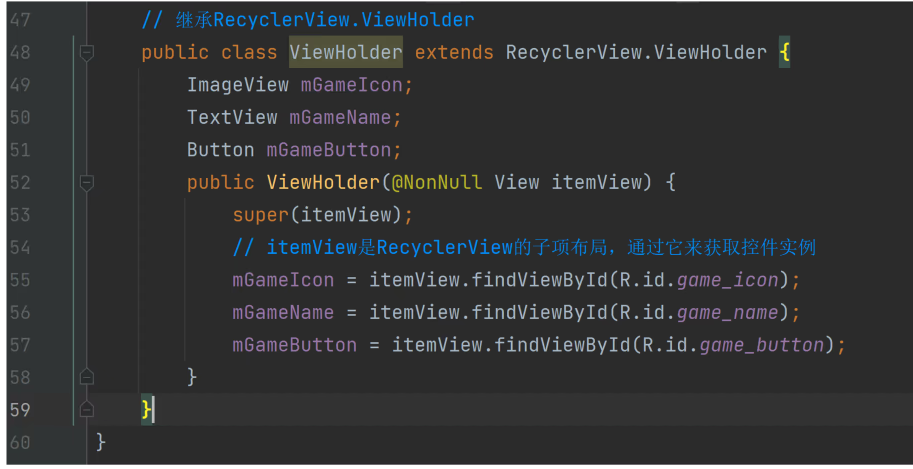 47 // 继承RecyclerView.ViewHolder
48 public class ViewHolder extends RecyclerView.ViewHolder {
49 ImageView mGameIcon;
50 TextView mGameName;
51 Button mGameButton;
52 public ViewHolder(@NonNull View itemView) {
53 super(itemView);
54 // itemView是RecyclerView的子项布局，通过它来获取控件实例
55 mGameIcon = itemView.findViewById(R.id.game_icon);
56 mGameName = itemView.findViewById(R.id.game_name);
57 mGameButton = itemView.findViewById(R.id.game_button);
58 }
59 }
60 }